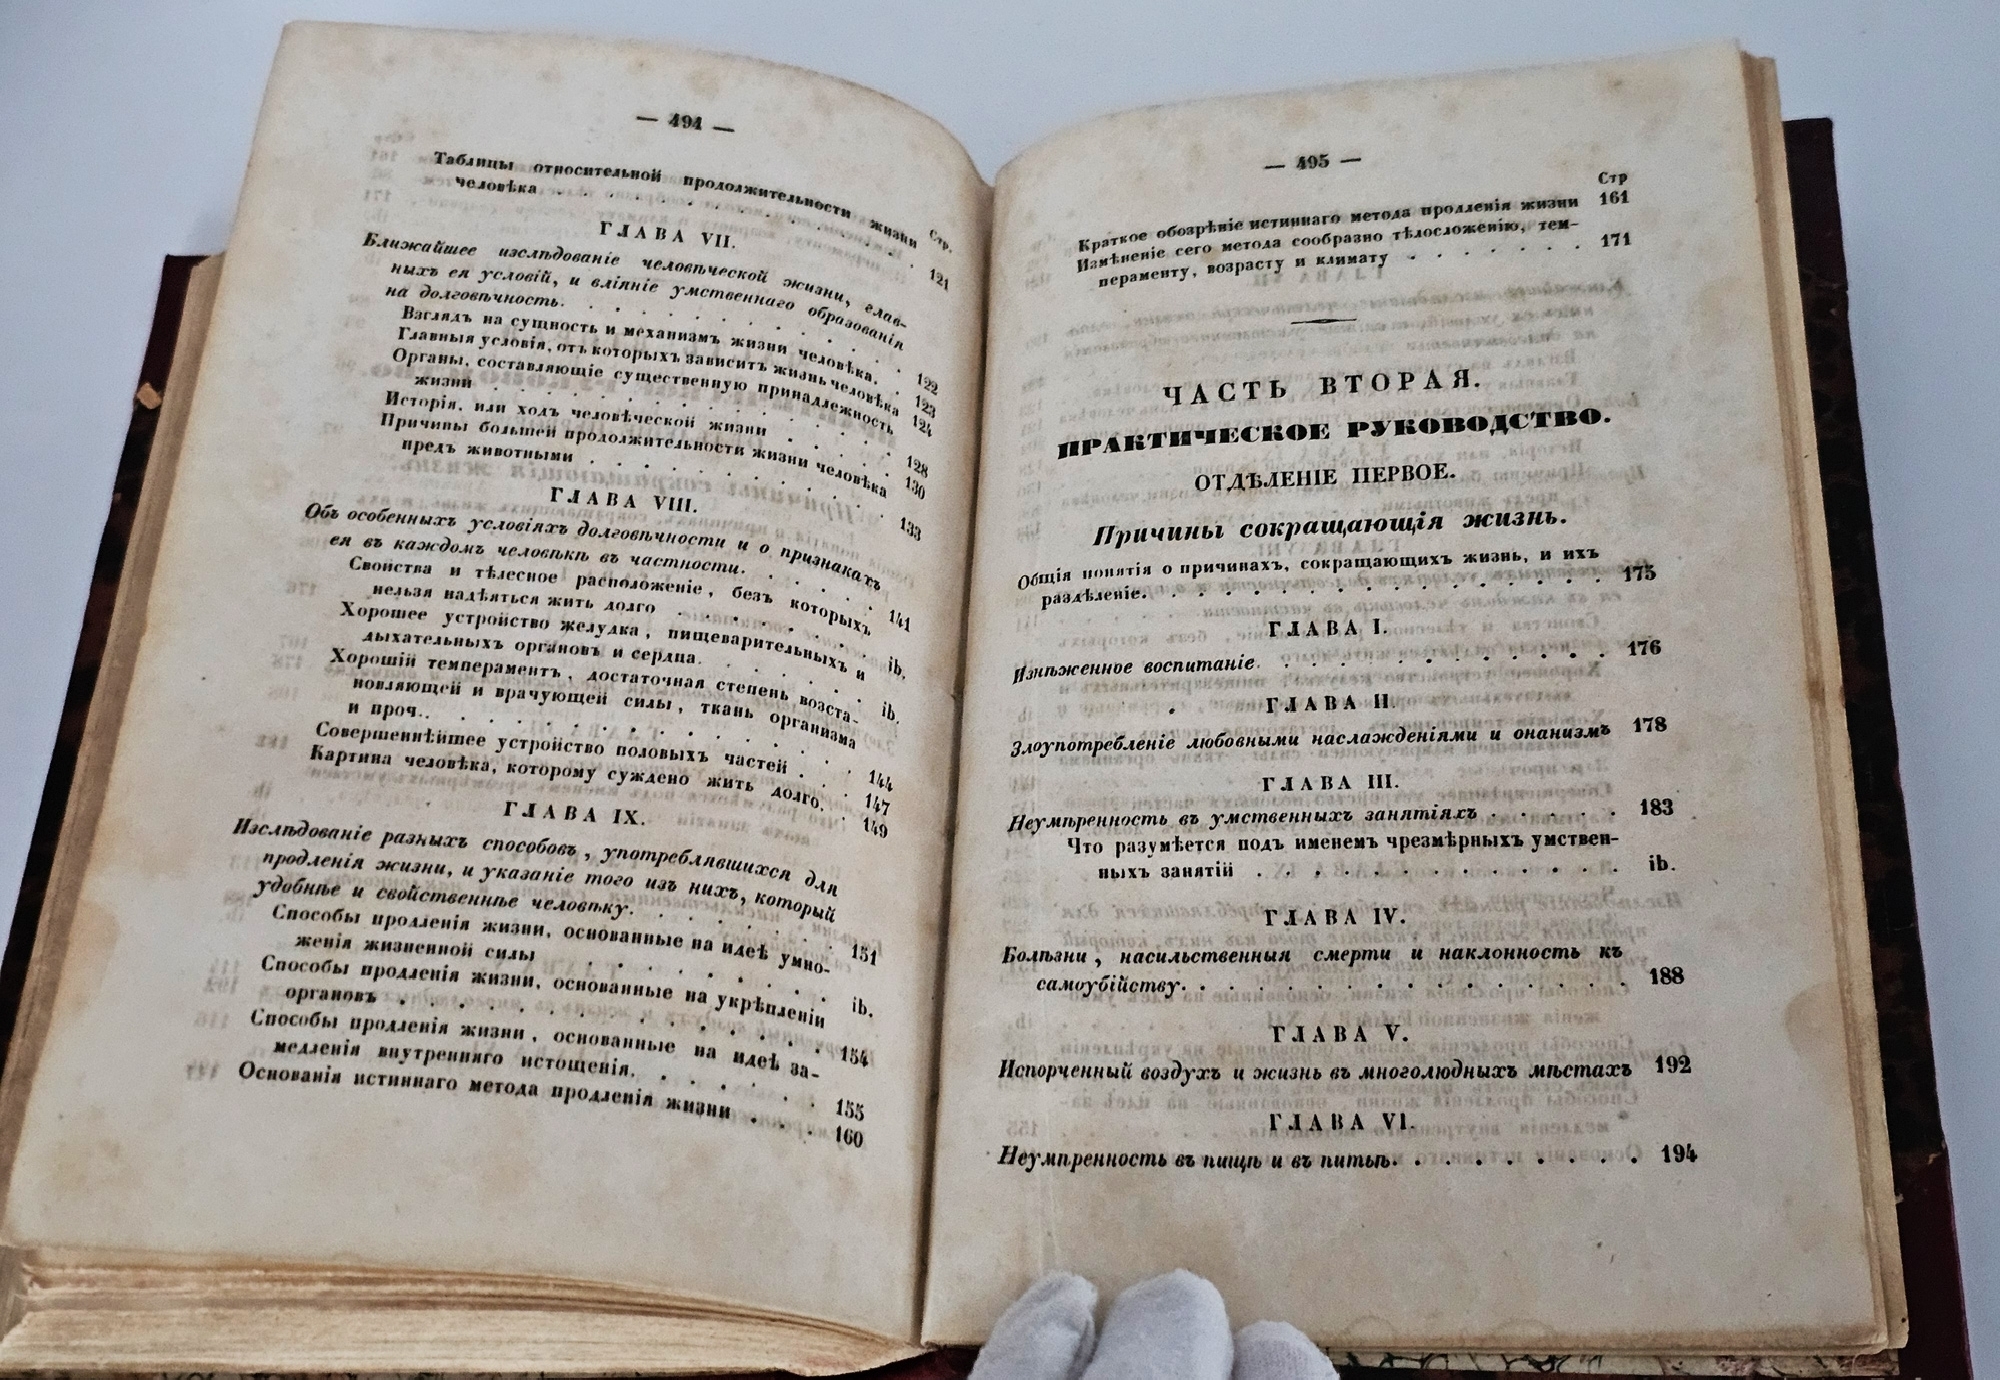 — 494 —
Стр.
Таблицы относительной продолжительности жизни
человѣка . . . . . . . . . . . . 121
ГЛАВА VII.
Ближайшее изслѣдованіе человѣческой жизни, глав-
ныхъ ея условій, и вліяніе умственнаго образованія
на долговѣчность. . . . . . . . . . . 122
Взглядъ на сущность и механизмъ жизни человѣка. . 123
Главныя условія, отъ которыхъ зависитъ жизнь человѣка 124
Органы, составляющіе существенную принадлежность
жизни . . . . . . . . . . . . 128
Исторія, или ходъ человѣческой жизни . . . . . 130
Причины большей продолжительности жизни человѣка
предъ животными . . . . . . . . . 133
ГЛАВА VIII.
Объ особенныхъ условіяхъ долговѣчности и о признакахъ
ея въ каждомъ человѣкѣ въ частности. . . . . . 141
Свойства и тѣлесное расположеніе, безъ которыхъ
нельзя надѣяться жить долго . . . . . . ib.
Хорошее устройство желудка, пищеварительныхъ и
дыхательныхъ органовъ и сердца. . . . . . ib.
Хорошій темпераментъ, достаточная степень возста-
новляющей и врачующей силы, ткань организма
и проч.. . . . . . . . . . . . 144
Совершеннѣйшее устройство половыхъ частей . . . 147
Картина человѣка, которому суждено жить долго. . 149
ГЛАВА IX.
Изслѣдованіе разныхъ способовъ, употреблявшихся для
продленія жизни, и указаніе того изъ нихъ, который
удобнѣе и свойственнѣе человѣку. . . . . . . 151
Способы продленія жизни, основанные на идеѣ умно-
женія жизненной силы . . . . . . . . ib.
Способы продленія жизни, основанные на укрѣпленіи
органовъ . . . . . . . . . . . 154
Способы продленія жизни, основанные на идеѣ за-
медленія внутренняго истощенія. . . . . . 155
Основанія истиннаго метода продленія жизни . . . 160
— 495 —
Стр
Краткое обозрѣніе истиннаго метода продленія жизни 161
Измѣненіе сего метода сообразно тѣлосложенію, тем-
пераменту, возрасту и климату . . . . . . 171
ЧАСТЬ ВТОРАЯ.
ПРАКТИЧЕСКОЕ РУКОВОДСТВО.
ОТДѢЛЕНІЕ ПЕРВОЕ.
Причины сокращающія жизнь.
Общія понятія о причинахъ, сокращающихъ жизнь, и ихъ
раздѣленіе. . . . . . . . . . . . . 175
ГЛАВА I.
Изнѣженное воспитаніе. . . . . . . . . . 176
ГЛАВА II.
Злоупотребленіе любовными наслажденіями и онанизмъ 178
ГЛАВА III.
Неумѣренность въ умственныхъ занятіяхъ . . . . . 183
Что разумѣется подъ именемъ чрезмѣрныхъ умствен-
ныхъ занятій . . . . . . . . . . . ib.
ГЛАВА IV.
Болѣзни, насильственныя смерти и наклонность къ
самоубійству. . . . . . . . . . . . . 188
ГЛАВА V.
Испорченный воздухъ и жизнь въ многолюдныхъ мѣстахъ 192
ГЛАВА VI.
Неумѣренность въ пищѣ и въ питьѣ. . . . . . . . 194